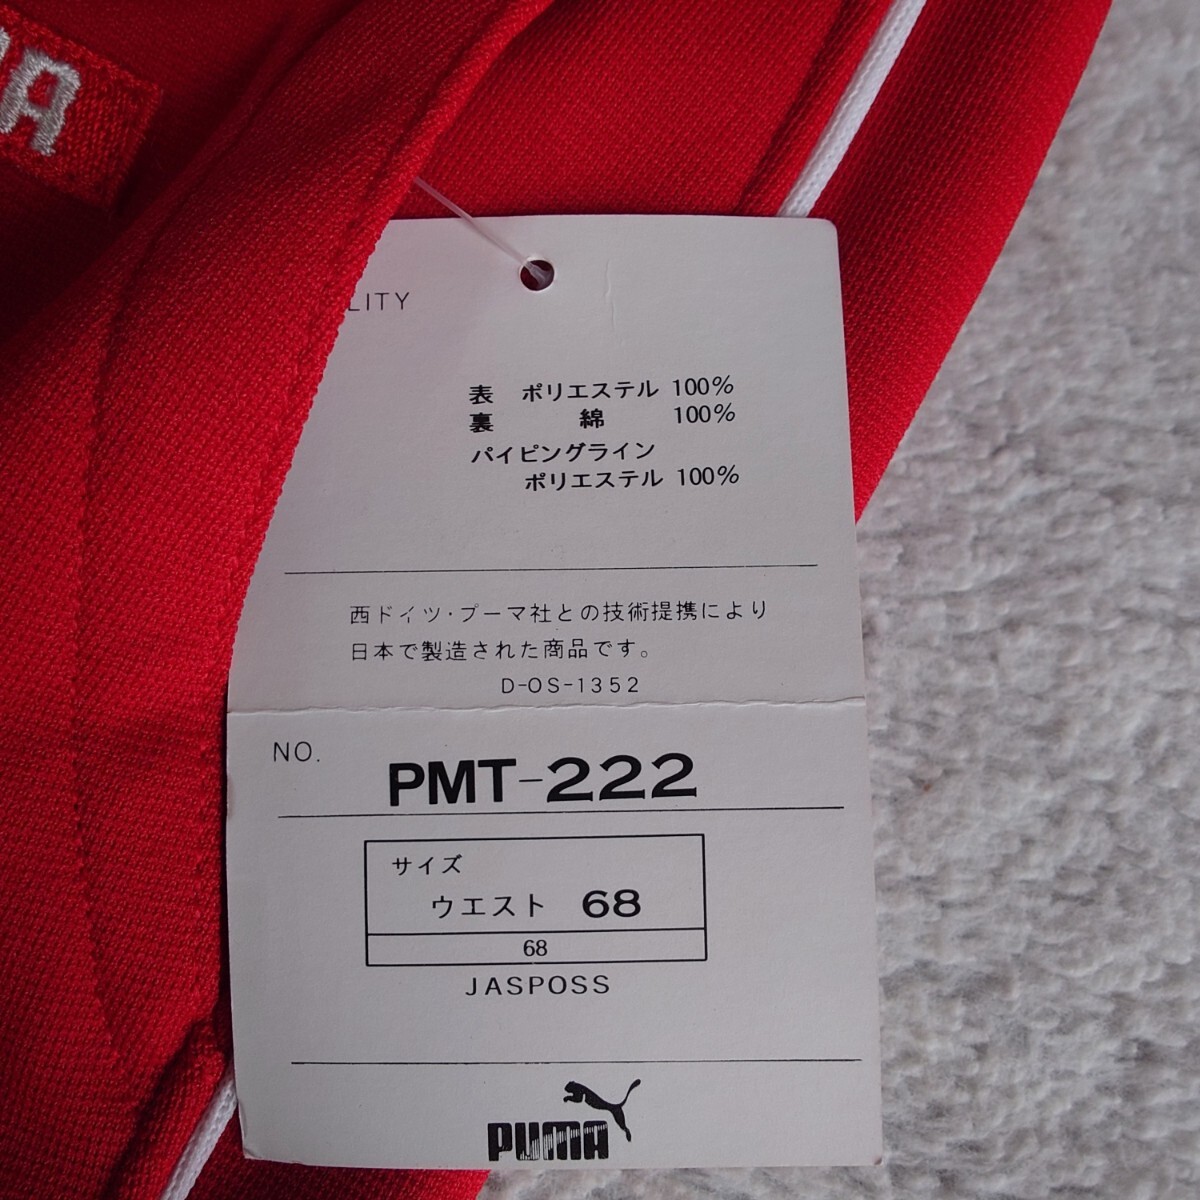 LITY
表 ポリエステル 100%
裏 綿 100%
パイピングライン
ポリエステル 100%
西ドイツ・プーマ社との技術提携により
日本で製造された商品です。
D-OS-1352
NO. PMT-222
サイズ
ウエスト 68
68
JASPOSS
PUMA